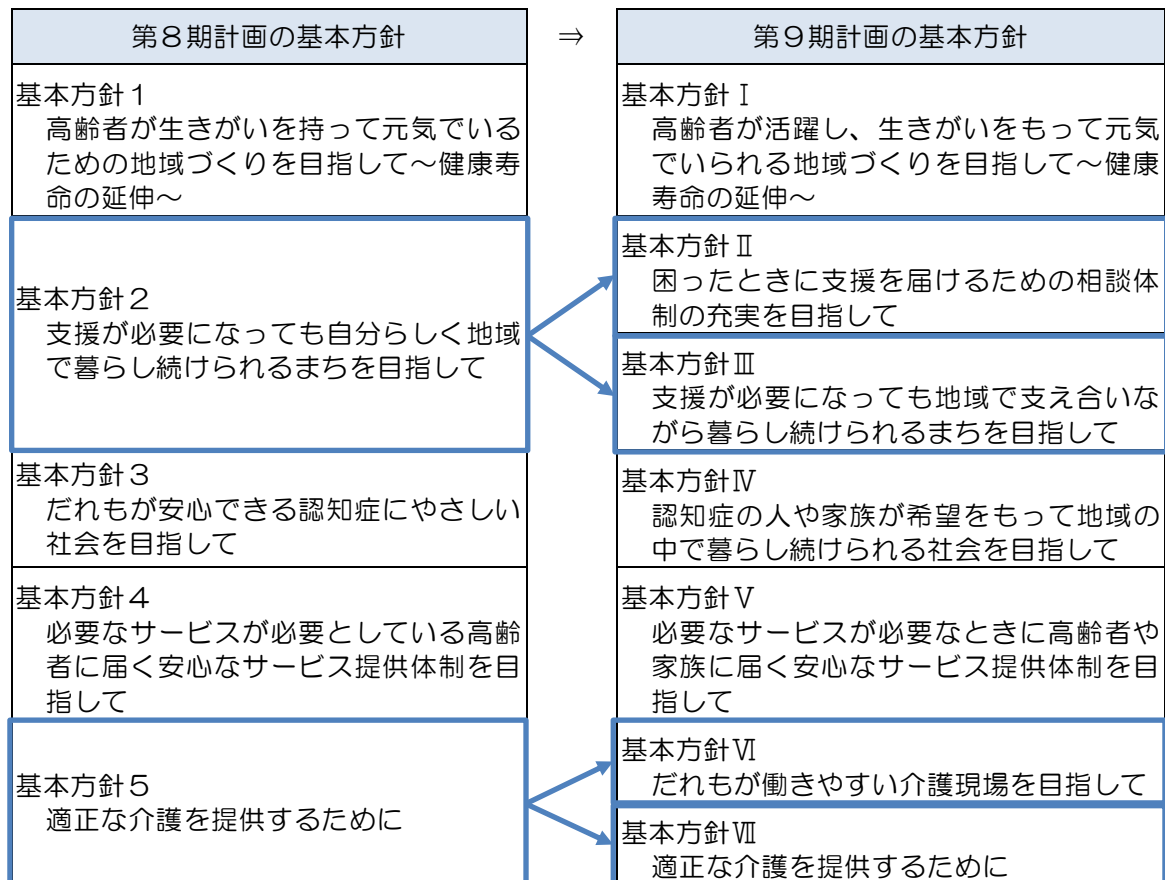 第８期計画の基本方針
⇒
第９期計画の基本方針
基本方針１
高齢者が生きがいを持って元気でいる
ための地域づくりを目指して～健康寿
命の延伸～
基本方針Ⅰ
高齢者が活躍し、生きがいをもって元気
でいられる地域づくりを目指して～健康
寿命の延伸～
基本方針２
支援が必要になっても自分らしく地域
で暮らし続けられるまちを目指して
基本方針Ⅱ
困ったときに支援を届けるための相談体
制の充実を目指して
基本方針Ⅲ
支援が必要になっても地域で支え合いな
がら暮らし続けられるまちを目指して
基本方針３
だれもが安心できる認知症にやさしい
社会を目指して
基本方針Ⅳ
認知症の人や家族が希望をもって地域の
中で暮らし続けられる社会を目指して
基本方針４
必要なサービスが必要としている高齢
者に届く安心なサービス提供体制を目
指して
基本方針Ⅴ
必要なサービスが必要なときに高齢者や
家族に届く安心なサービス提供体制を目
指して
基本方針５
適正な介護を提供するために
基本方針Ⅵ
だれもが働きやすい介護現場を目指して
基本方針Ⅶ
適正な介護を提供するために